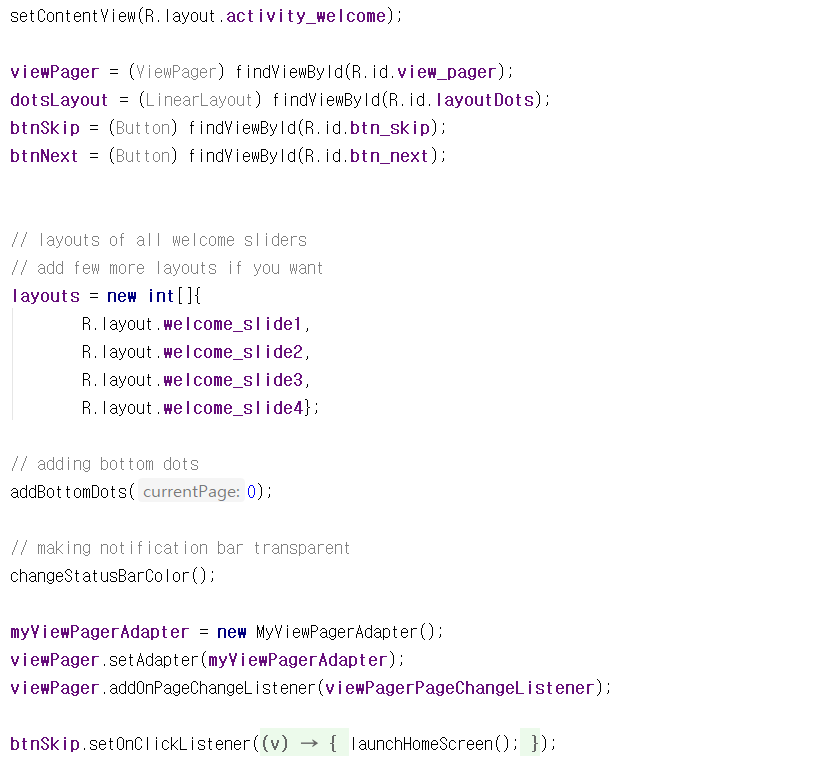 setContentView(R.layout.activity_welcome);
viewPager = (ViewPager) findViewById(R.id.view_pager);
dotsLayout = (LinearLayout) findViewById(R.id.layoutDots);
btnSkip = (Button) findViewById(R.id.btn_skip);
btnNext = (Button) findViewById(R.id.btn_next);
// layouts of all welcome sliders
// add few more layouts if you want
layouts = new int[]{
R.layout.welcome_slide1,
R.layout.welcome_slide2,
R.layout.welcome_slide3,
R.layout.welcome_slide4};
// adding bottom dots
addBottomDots( currentPage: 0);
// making notification bar transparent
changeStatusBarColor();
myViewPagerAdapter = new MyViewPagerAdapter();
viewPager.setAdapter(myViewPagerAdapter);
viewPager.addOnPageChangeListener(viewPagerPageChangeListener);
btnSkip.setOnClickListener((v) → { launchHomeScreen(); });